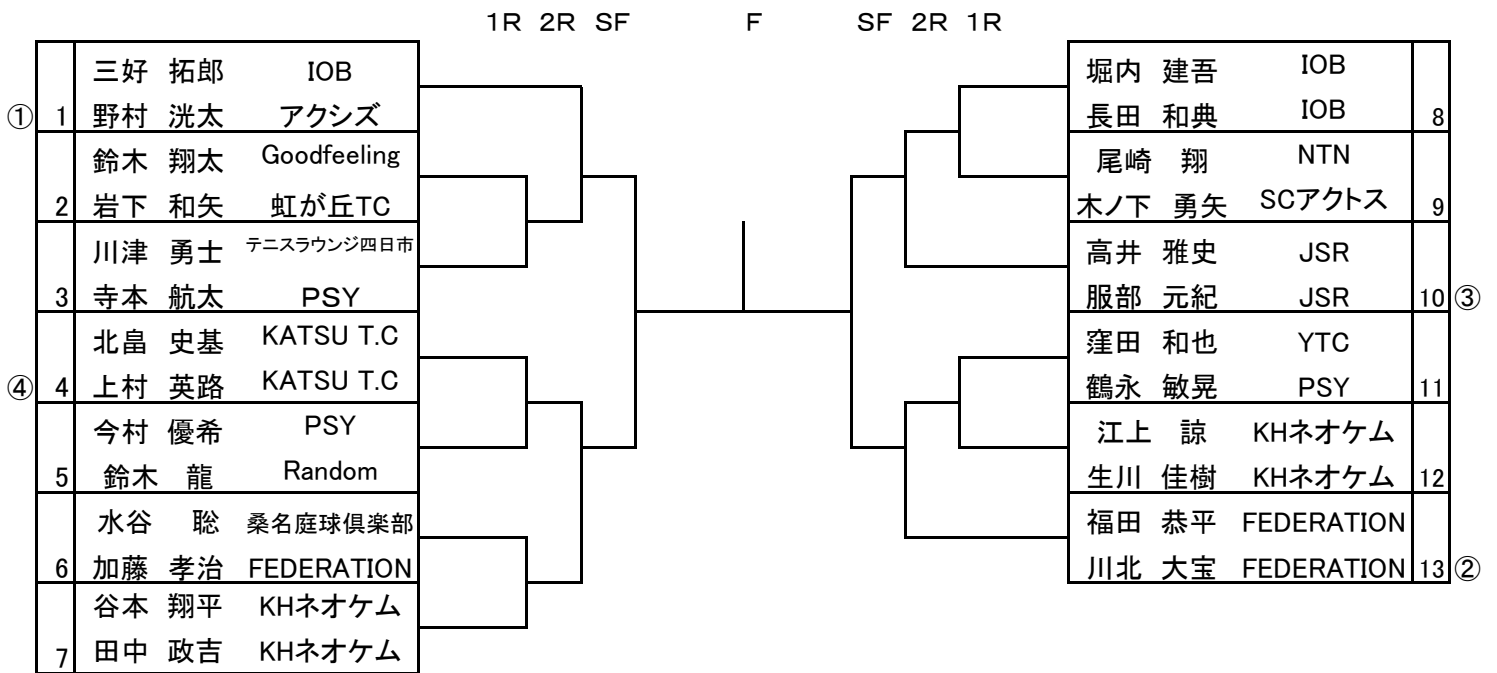 1R 2R SF F SF 2R 1R
三好 拓郎 IOB
① 1 野村 洸太 アクシズ
鈴木 翔太 Goodfeeling
2 岩下 和矢 虹が丘TC
川津 勇士 テニスラウンジ四日市
3 寺本 航太 PSY
北畠 史基 KATSU T.C
④ 4 上村 英路 KATSU T.C
今村 優希 PSY
5 鈴木 龍 Random
水谷 聡 桑名庭球倶楽部
6 加藤 孝治 FEDERATION
谷本 翔平 KHネオケム
7 田中 政吉 KHネオケム
堀内 建吾 IOB
長田 和典 IOB 8
尾崎 翔 NTN
木ノ下 勇矢 SCアクトス 9
高井 雅史 JSR
服部 元紀 JSR 10 ③
窪田 和也 YTC
鶴永 敏晃 PSY 11
江上 諒 KHネオケム
生川 佳樹 KHネオケム 12
福田 恭平 FEDERATION
川北 大宝 FEDERATION 13 ②